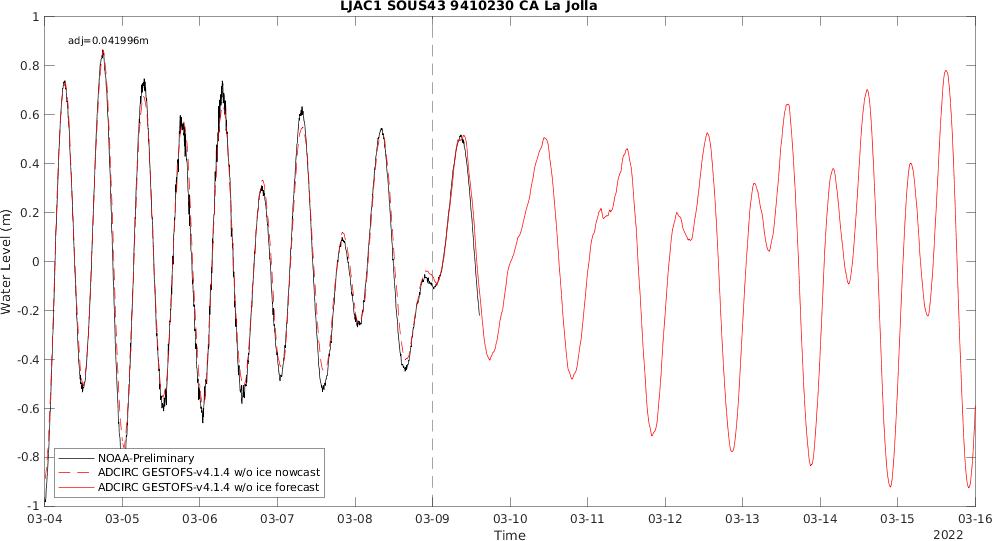 LJAC1 SOUS43 9410230 CA La Jolla
adj=0.041996m
1
0.8
0.6
0.4
0.2
0
-0.2
-0.4
-0.6
-0.8
-1
Water Level (m)
NOAA-Preliminary
ADCIRC GESTOFS-v4.1.4 w/o ice nowcast
ADCIRC GESTOFS-v4.1.4 w/o ice forecast
03-04 03-05 03-06 03-07 03-08 03-09 03-10 03-11 03-12 03-13 03-14 03-15 03-16
Time
2022